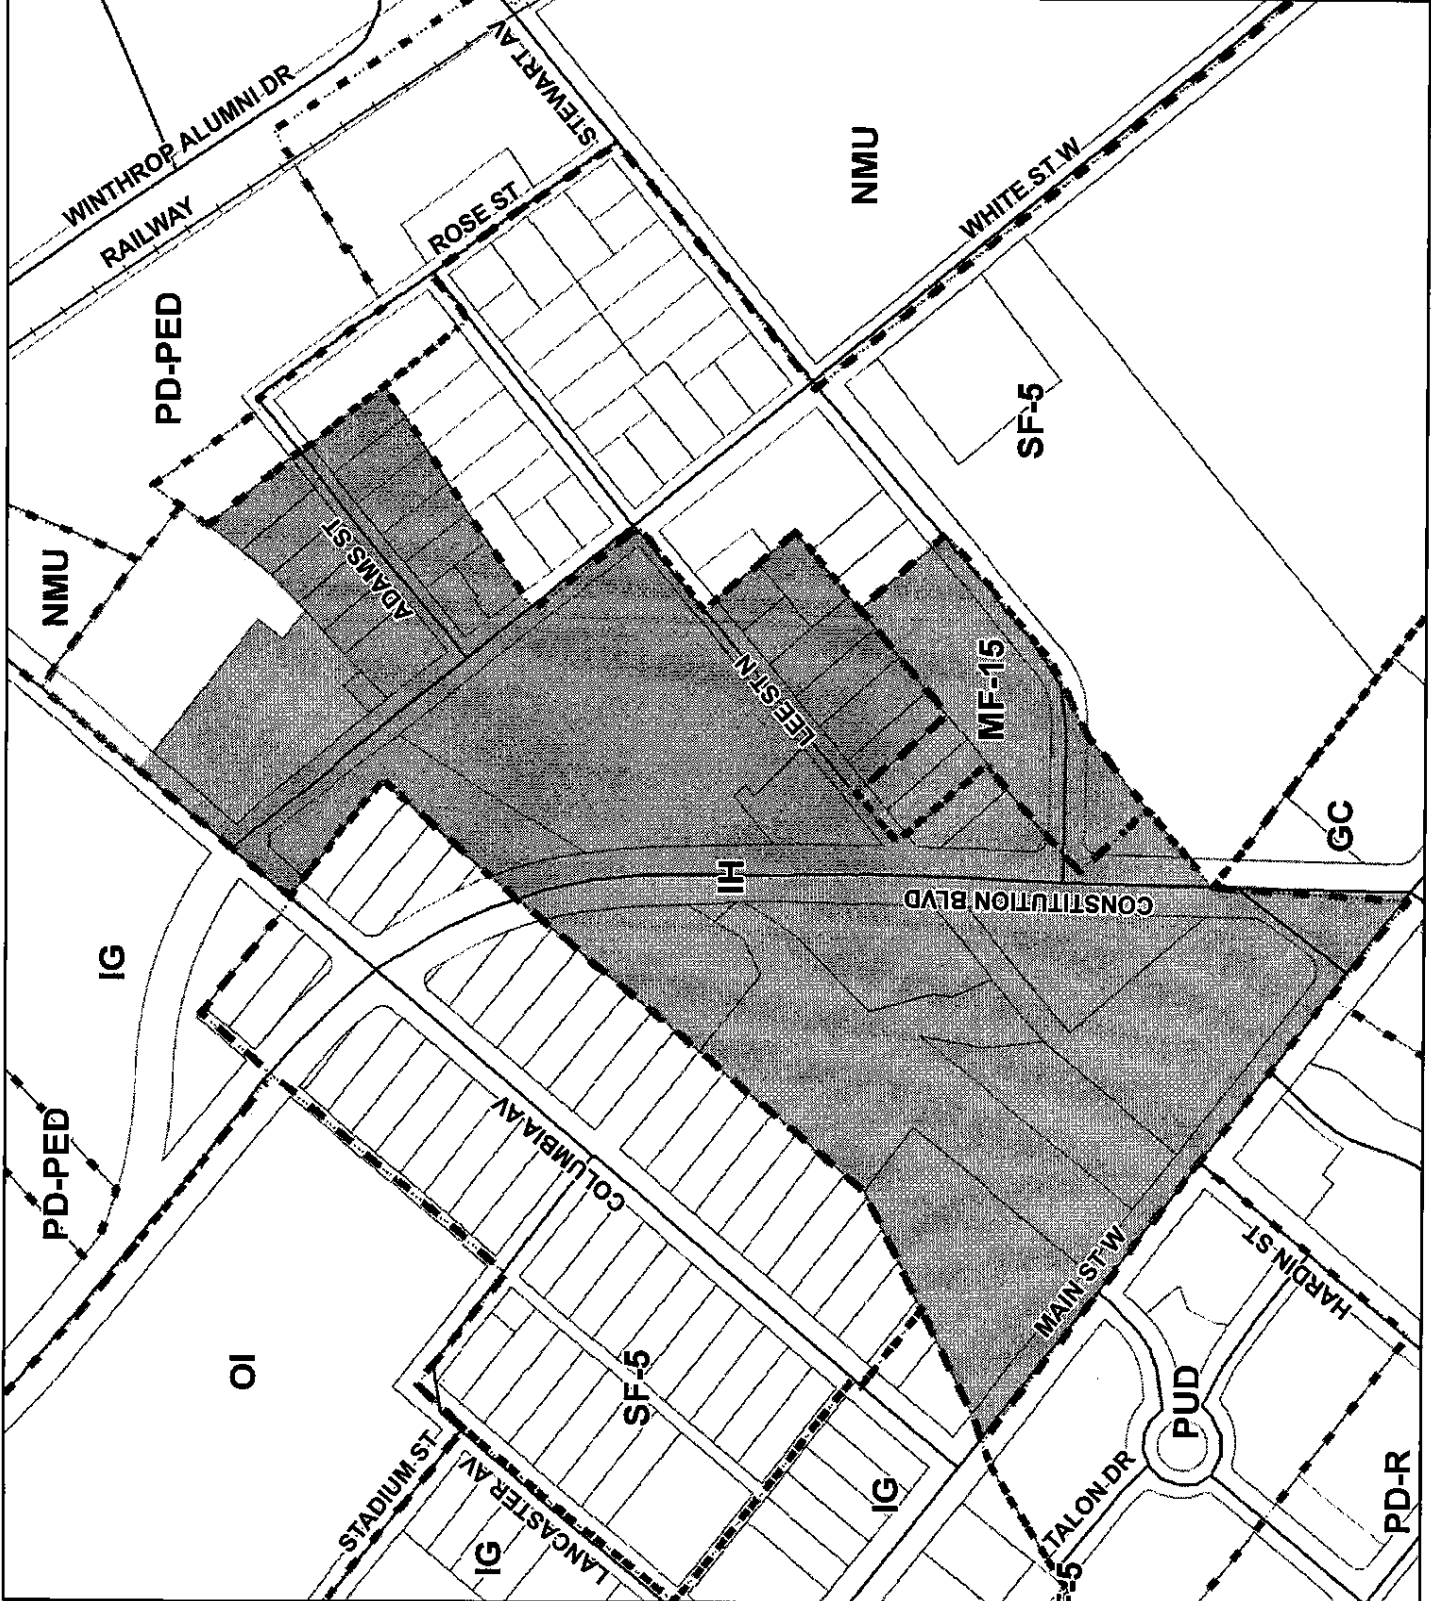 WINTHROP ALUMNI DR
RAILWAY
STEWART AV
ROSE ST
NMU
WHITE ST W
PD-PED
SF-5
NMU
ADAMS ST
LEE ST N
MF-15
GC
IH
CONSTITUTION BLVD
IG
PD-PED
COLUMBIA AV
OI
SF-5
MAIN ST W
HARDIN ST
PUD
STADIUM ST
LANCASTER AV
IG
IG
TALON DR
PD-R
-5